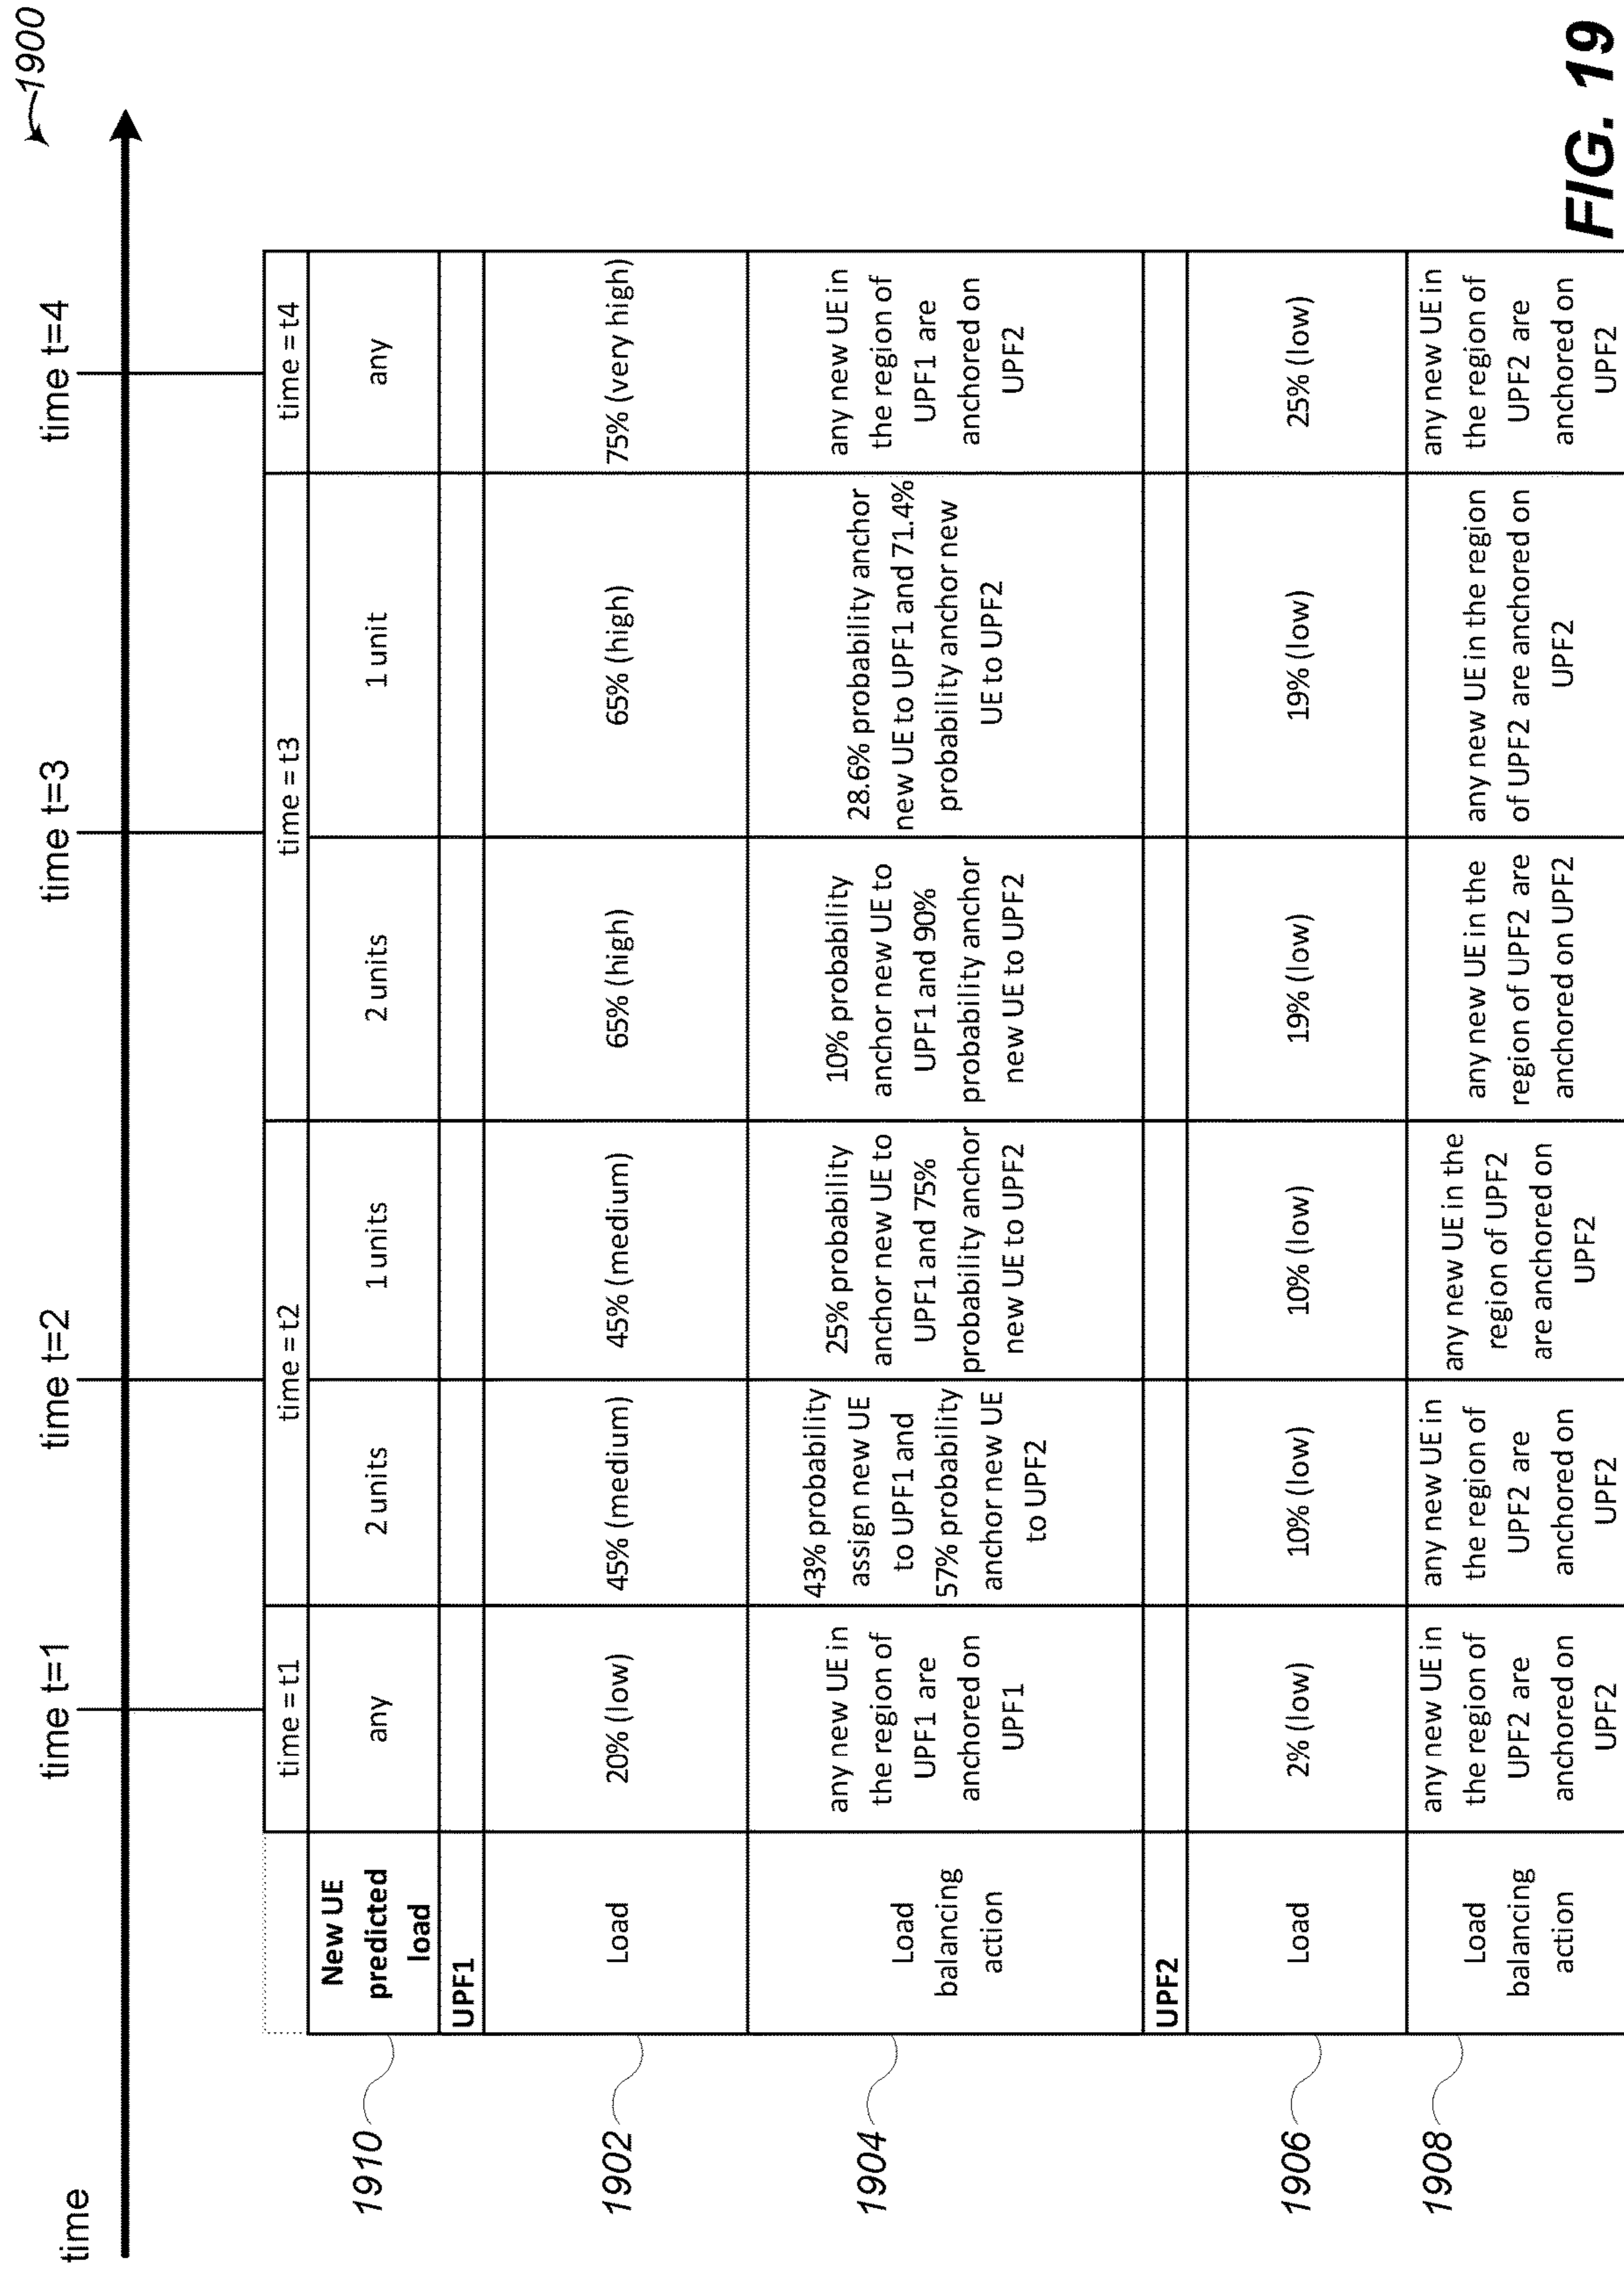 1900
time
time t=1
time t=2
time t=3
time t=4
time = t1
time = t2
time = t3
time = t4
1910
New UE
predicted
load
any
2 units
1 units
2 units
1 unit
any
UPF1
1902
Load
20% (low)
45% (medium)
45% (medium)
65% (high)
65% (high)
75% (very high)
1904
Load
balancing
action
any new UE in
the region of
UPF1 are
anchored on
UPF1
43% probability
assign new UE
to UPF1 and
57% probability
anchor new UE
to UPF2
25% probability
anchor new UE to
UPF1 and 75%
probability anchor
new UE to UPF2
10% probability
anchor new UE to
UPF1 and 90%
probability anchor
new UE to UPF2
28.6% probability anchor
new UE to UPF1 and 71.4%
probability anchor new
UE to UPF2
any new UE in
the region of
UPF1 are
anchored on
UPF2
UPF2
1906
Load
2% (low)
10% (low)
10% (low)
19% (low)
19% (low)
25% (low)
1908
Load
balancing
action
any new UE in
the region of
UPF2 are
anchored on
UPF2
any new UE in
the region of
UPF2 are
anchored on
UPF2
any new UE in the
region of UPF2
are anchored on
UPF2
any new UE in the
region of UPF2 are
anchored on UPF2
any new UE in the region
of UPF2 are anchored on
UPF2
any new UE in
the region of
UPF2 are
anchored on
UPF2
FIG. 19